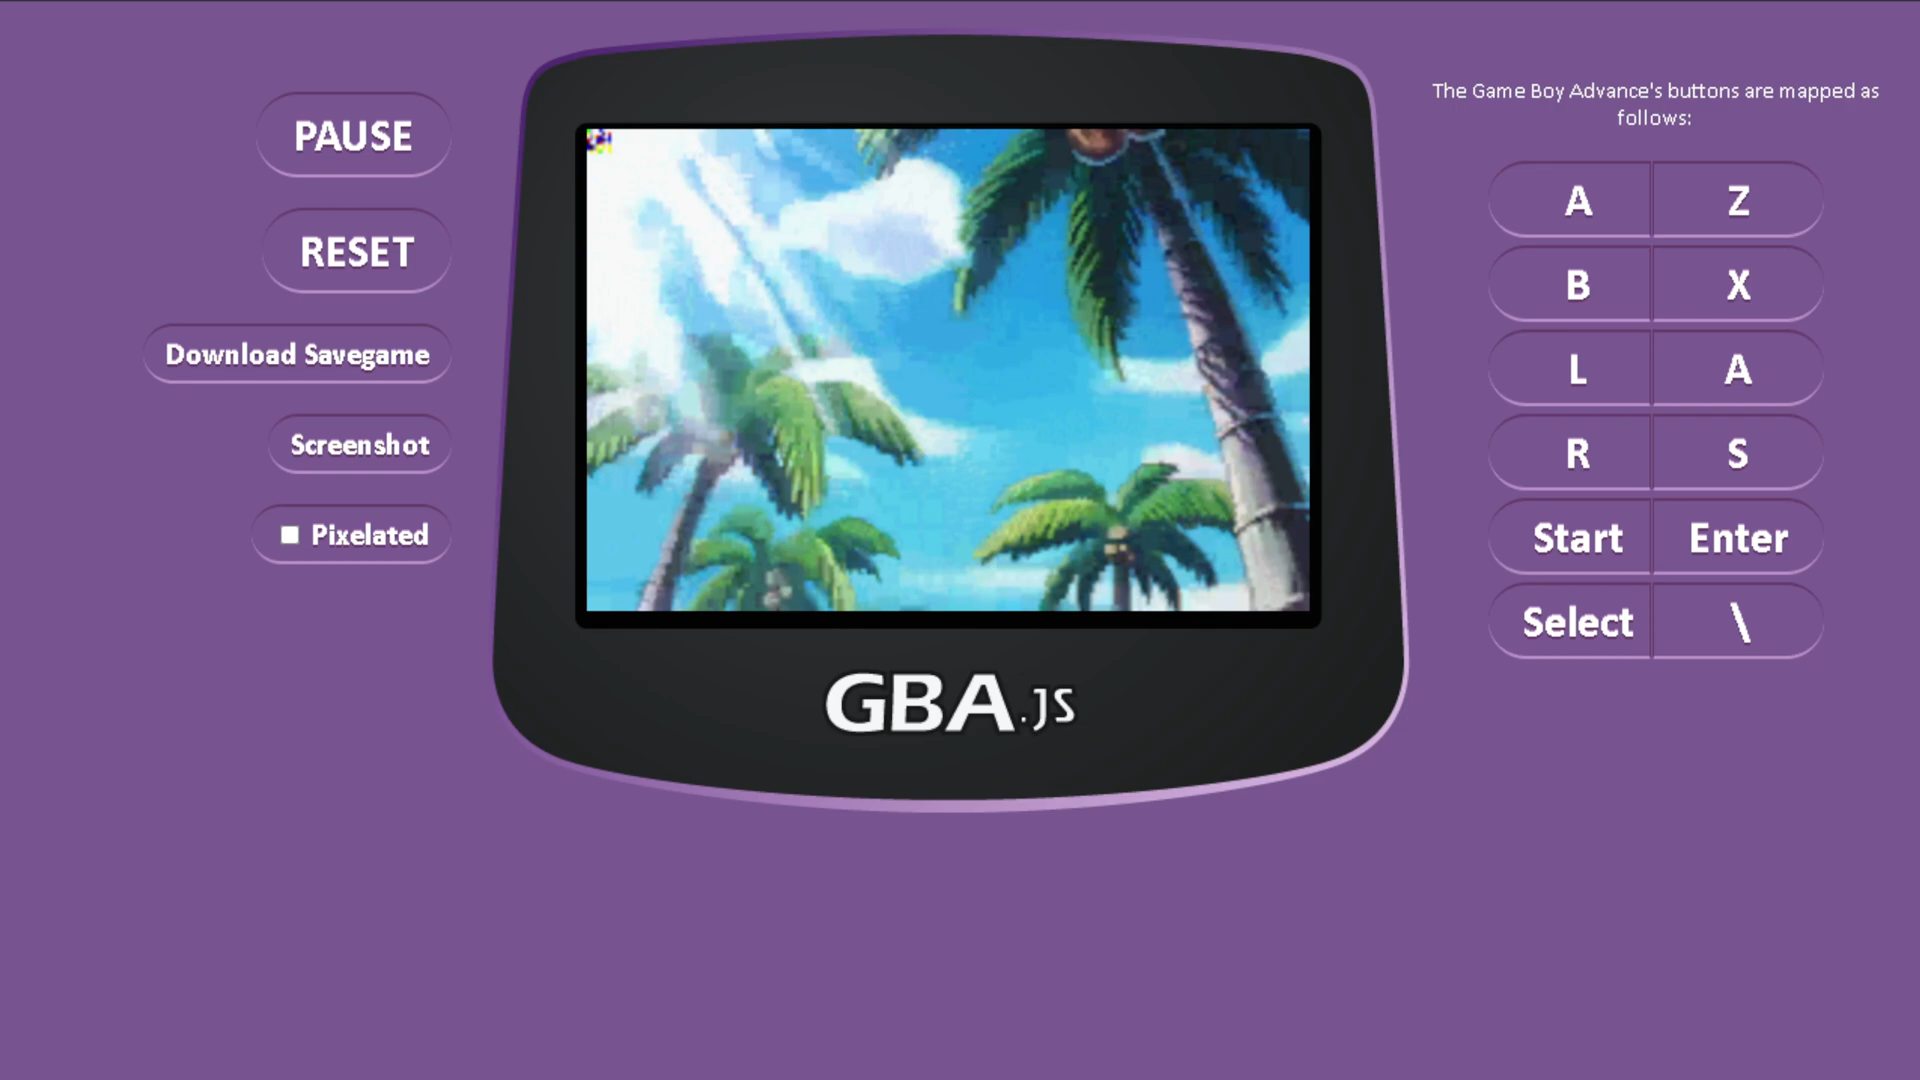 PAUSE
RESET
Download Savegame
Screenshot
Pixelated
GBA.JS
The Game Boy Advance's buttons are mapped as
follows:
A Z
B X
L A
R S
Start Enter
Select \